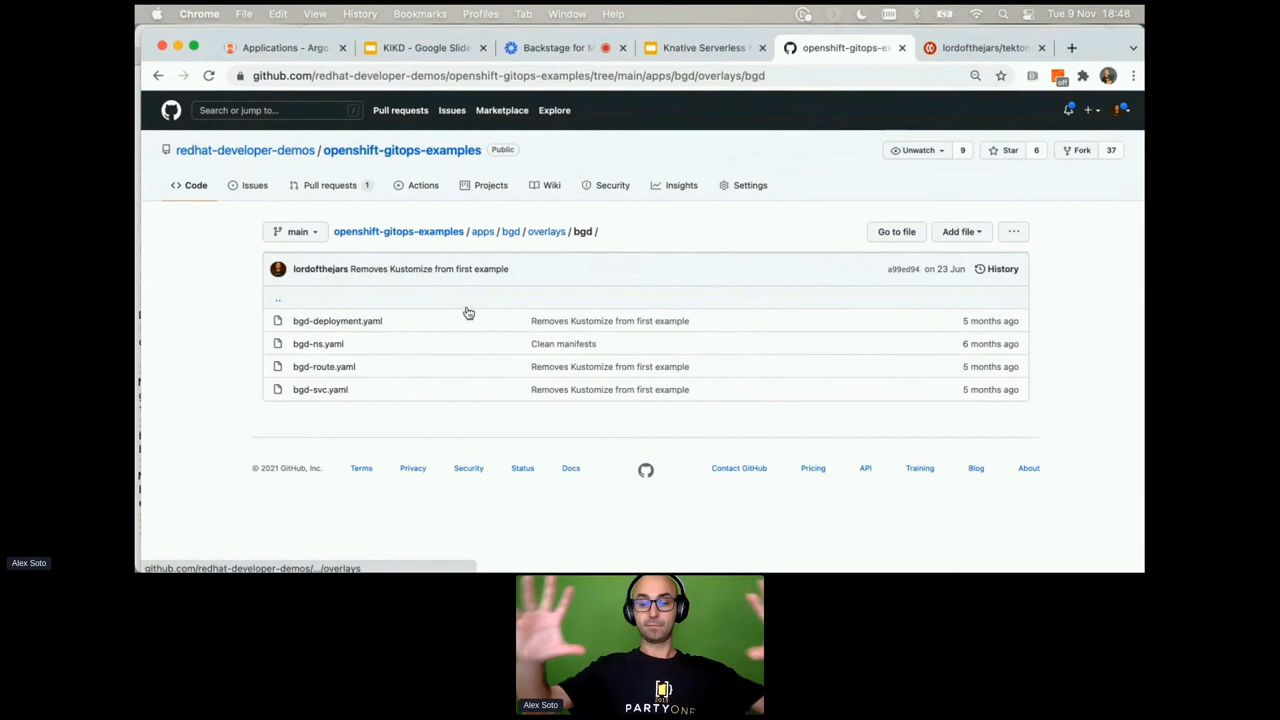 Chrome File Edit View History Bookmarks Profiles Tab Window Help Tue 9 Nov 18:48
Applications - Argo KIKD - Google Slide Backstage for M Knative Serverless openshift-gitops-ex lordofthejars/tekton
github.com/redhat-developer-demos/openshift-gitops-examples/tree/main/apps/bgd/overlays/bgd
off
Search or jump to... / Pull requests Issues Marketplace Explore
redhat-developer-demos / openshift-gitops-examples Public Unwatch 9 Star 6 Fork 37
Code Issues Pull requests 1 Actions Projects Wiki Security Insights Settings
main openshift-gitops-examples / apps / bgd / overlays / bgd / Go to file Add file ...
lordofthejars Removes Kustomize from first example a99ed94 on 23 Jun History
..
bgd-deployment.yaml Removes Kustomize from first example 5 months ago
bgd-ns.yaml Clean manifests 6 months ago
bgd-route.yaml Removes Kustomize from first example 5 months ago
bgd-svc.yaml Removes Kustomize from first example 5 months ago
© 2021 GitHub, Inc. Terms Privacy Security Status Docs Contact GitHub Pricing API Training Blog About
github.com/redhat-developer-demos/.../overlays
Alex Soto
2015
PARTYONE
Alex Soto